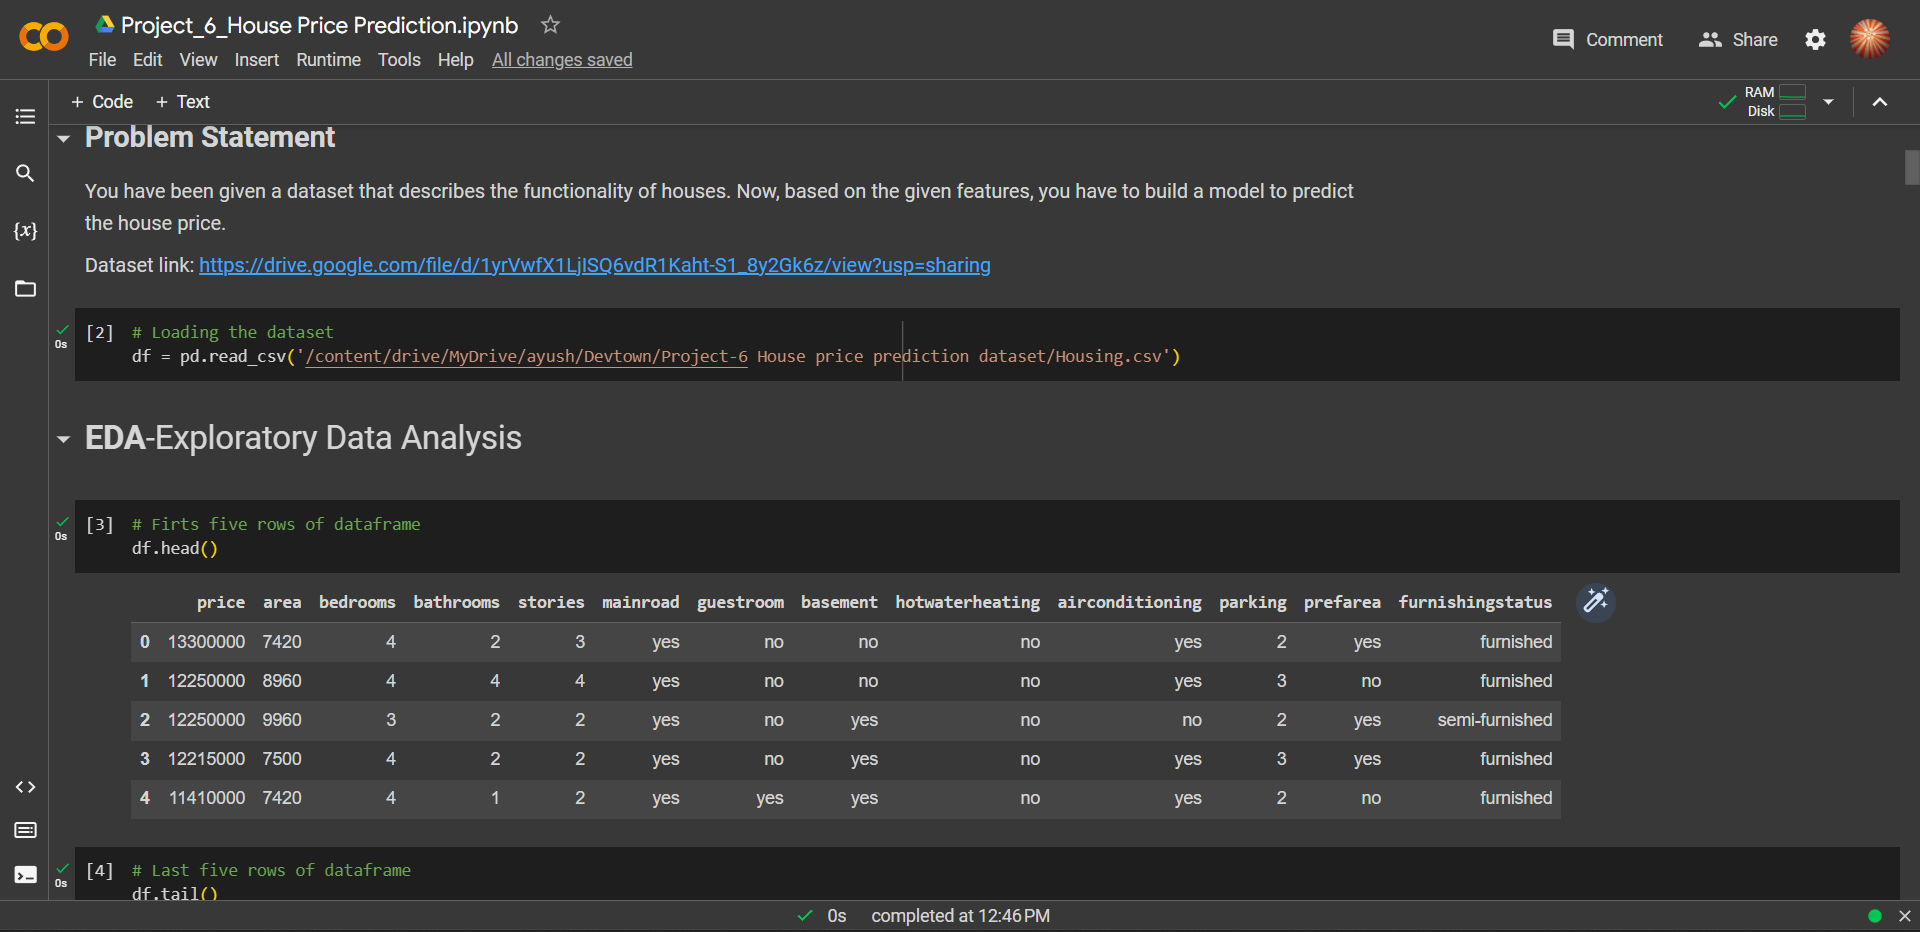 Project_6_House Price Prediction.ipynb
File Edit View Insert Runtime Tools Help All changes saved
Comment Share
+ Code + Text
RAM
Disk
Problem Statement
You have been given a dataset that describes the functionality of houses. Now, based on the given features, you have to build a model to predict
the house price.
Dataset link: https://drive.google.com/file/d/1yrVwfX1LjISQ6vdR1Kaht-S1_8y2Gk6z/view?usp=sharing
0s
[2] # Loading the dataset
df = pd.read_csv('/content/drive/MyDrive/ayush/Devtown/Project-6 House price prediction dataset/Housing.csv')
EDA-Exploratory Data Analysis
0s
[3] # Firts five rows of dataframe
df.head()
price area bedrooms bathrooms stories mainroad guestroom basement hotwaterheating airconditioning parking prefarea furnishingstatus
0 13300000 7420 4 2 3 yes no no no yes 2 yes furnished
1 12250000 8960 4 4 4 yes no no no yes 3 no furnished
2 12250000 9960 3 2 2 yes no yes no no 2 yes semi-furnished
3 12215000 7500 4 2 2 yes no yes no yes 3 yes furnished
4 11410000 7420 4 1 2 yes yes yes no yes 2 no furnished
0s
[4] # Last five rows of dataframe
df.tail()
0s completed at 12:46 PM